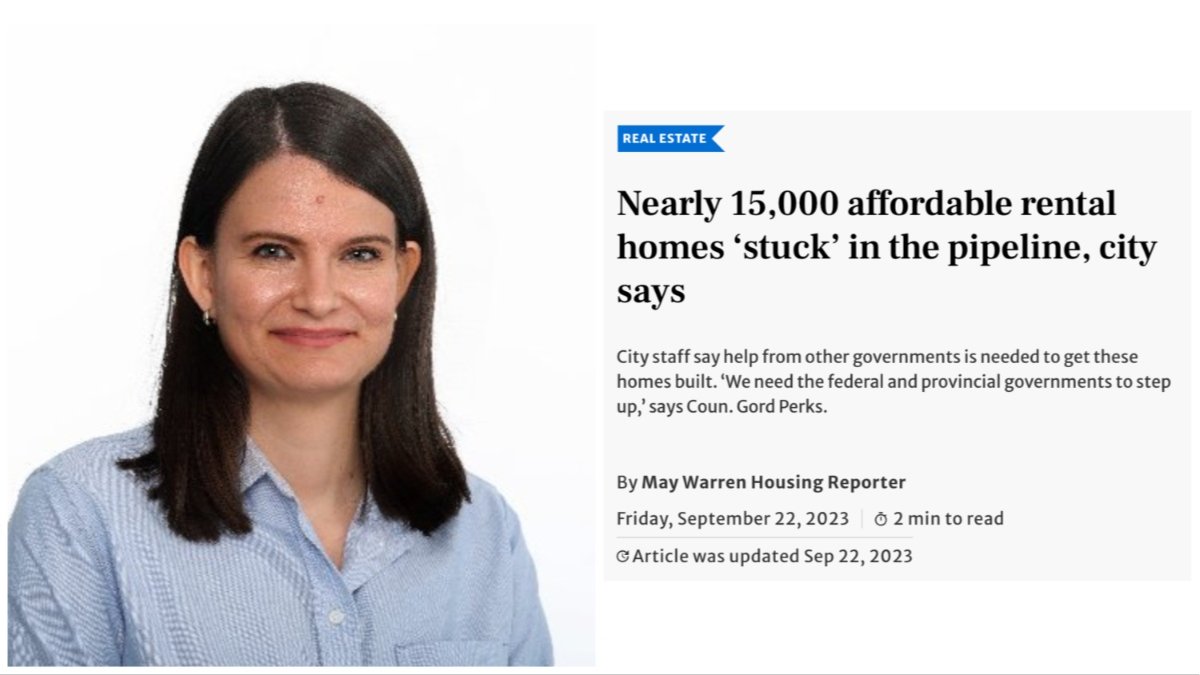 REAL ESTATE
Nearly 15,000 affordable rental
homes ‘stuck’ in the pipeline, city
says
City staff say help from other governments is needed to get these
homes built. ‘We need the federal and provincial governments to step
up,’ says Coun. Gord Perks.
By May Warren Housing Reporter
Friday, September 22, 2023 2 min to read
Article was updated Sep 22, 2023